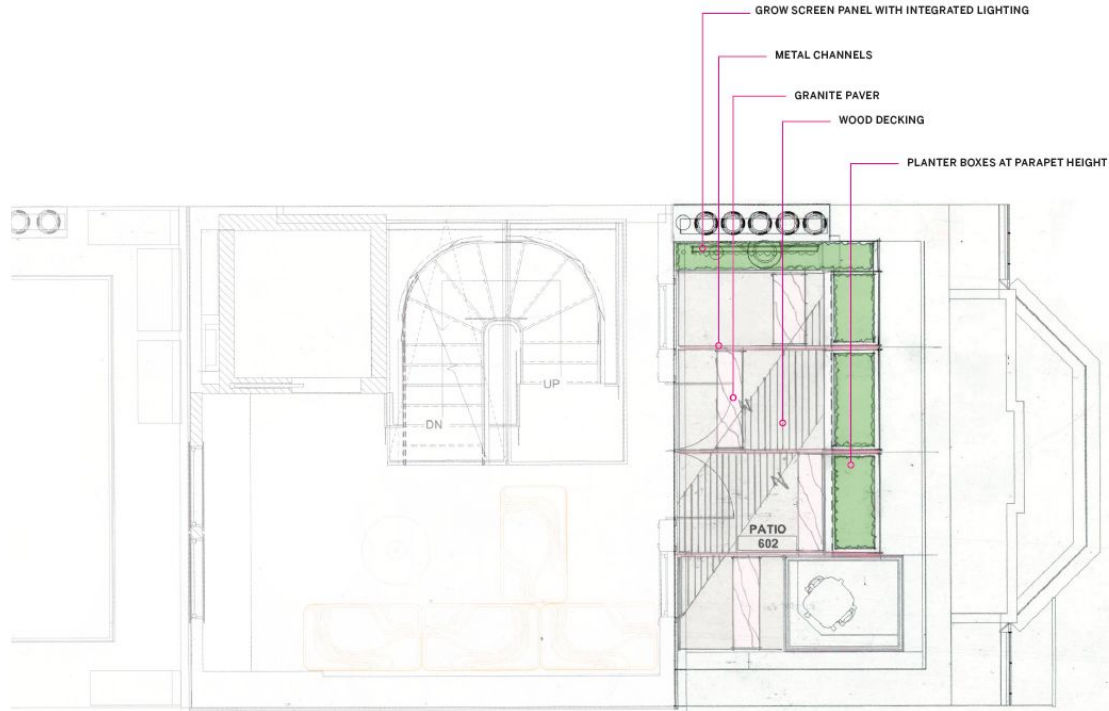 GROW SCREEN PANEL WITH INTEGRATED LIGHTING
METAL CHANNELS
GRANITE PAVER
WOOD DECKING
PLANTER BOXES AT PARAPET HEIGHT
UP
DN
PATIO
602